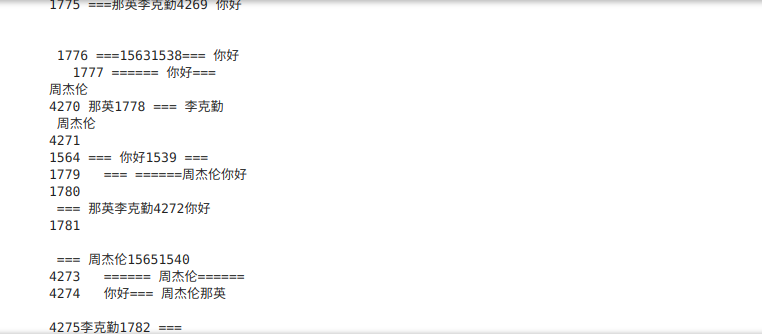 1775 ===那英李克勤4269 你好
1776 ===15631538=== 你好
1777 ====== 你好===
周杰伦
4270 那英1778 === 李克勤
周杰伦
4271
1564 === 你好1539 ===
1779   === ======周杰伦你好
1780
=== 那英李克勤4272你好
1781
=== 周杰伦15651540
4273   ====== 周杰伦======
4274   你好=== 周杰伦那英
4275李克勤1782 ===